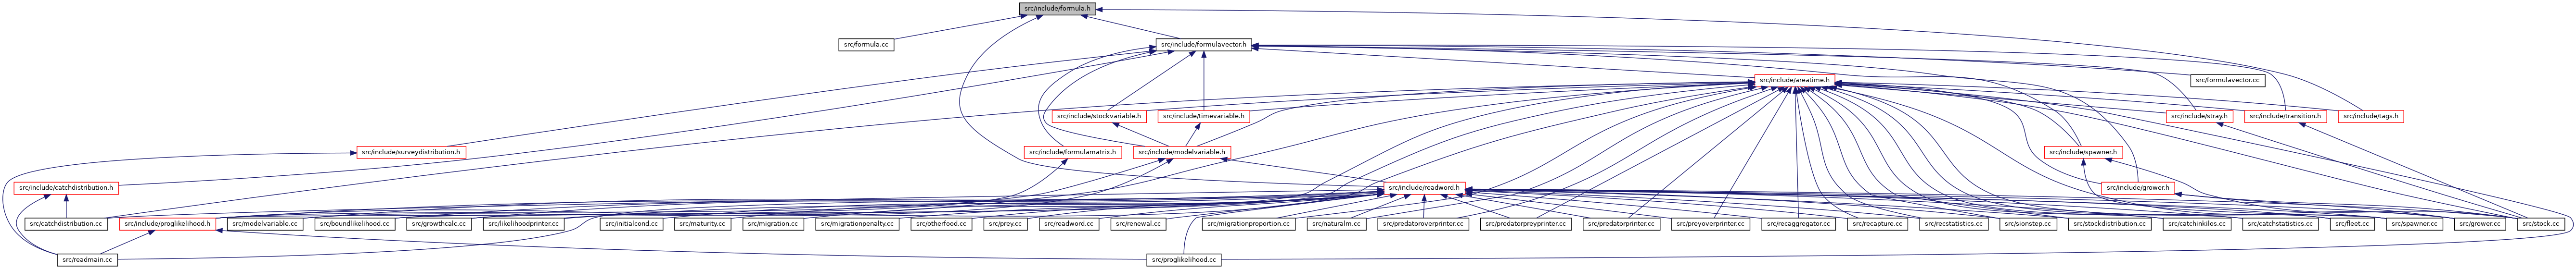 src/include/formula.h
src/formula.cc
src/include/formulavector.h
src/include/areatime.h
src/formulavector.cc
src/include/stockvariable.h
src/include/timevariable.h
src/include/stray.h
src/include/transition.h
src/include/tags.h
src/include/surveydistribution.h
src/include/formulamatrix.h
src/include/modelvariable.h
src/include/spawner.h
src/include/catchdistribution.h
src/include/readword.h
src/include/grower.h
src/catchdistribution.cc
src/include/proglikelihood.h
src/modelvariable.cc
src/boundlikelihood.cc
src/growthcalc.cc
src/likelihoodprinter.cc
src/initialcond.cc
src/maturity.cc
src/migration.cc
src/migrationpenalty.cc
src/otherfood.cc
src/prey.cc
src/readword.cc
src/renewal.cc
src/migrationproportion.cc
src/naturalm.cc
src/predatoroverprinter.cc
src/predatorpreyprinter.cc
src/predatorprinter.cc
src/preyoverprinter.cc
src/recaggregator.cc
src/recapture.cc
src/recstatistics.cc
src/sionstep.cc
src/stockdistribution.cc
src/catchinkilos.cc
src/catchstatistics.cc
src/fleet.cc
src/spawner.cc
src/grower.cc
src/stock.cc
src/readmain.cc
src/proglikelihood.cc